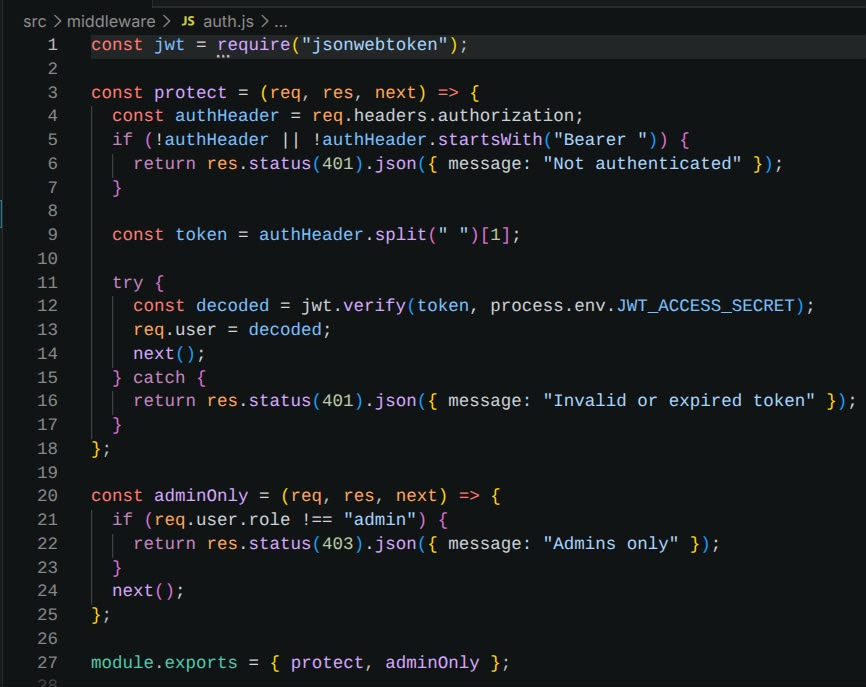 src > middleware > JS auth.js > ...
1 const jwt = require("jsonwebtoken");
2
3 const protect = (req, res, next) => {
4   const authHeader = req.headers.authorization;
5   if (!authHeader || !authHeader.startsWith("Bearer ")) {
6     return res.status(401).json({ message: "Not authenticated" });
7   }
8
9   const token = authHeader.split(" ")[1];
10
11   try {
12     const decoded = jwt.verify(token, process.env.JWT_ACCESS_SECRET);
13     req.user = decoded;
14     next();
15   } catch {
16     return res.status(401).json({ message: "Invalid or expired token" });
17   }
18 };
19
20 const adminOnly = (req, res, next) => {
21   if (req.user.role !== "admin") {
22     return res.status(403).json({ message: "Admins only" });
23   }
24   next();
25 };
26
27 module.exports = { protect, adminOnly };
28